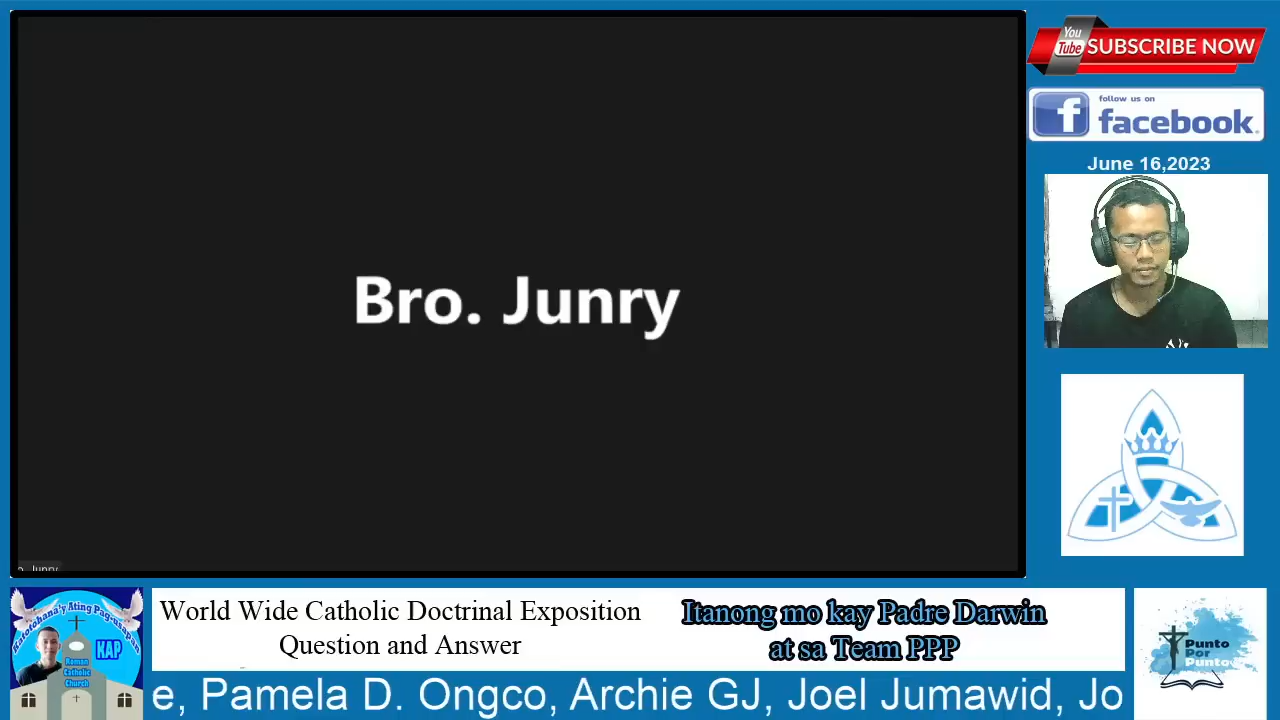 Bro. Junry
o. Junry
You
Tube
SUBSCRIBE NOW
follow us on
facebook.
June 16,2023
KAP
Roman
Catholic
Church
World Wide Catholic Doctrinal Exposition
Question and Answer
Itanong mo kay Padre Darwin
at sa Team PPP
Punto
Por
Punto
e, Pamela D. Ongco, Archie GJ, Joel Jumawid, Jo